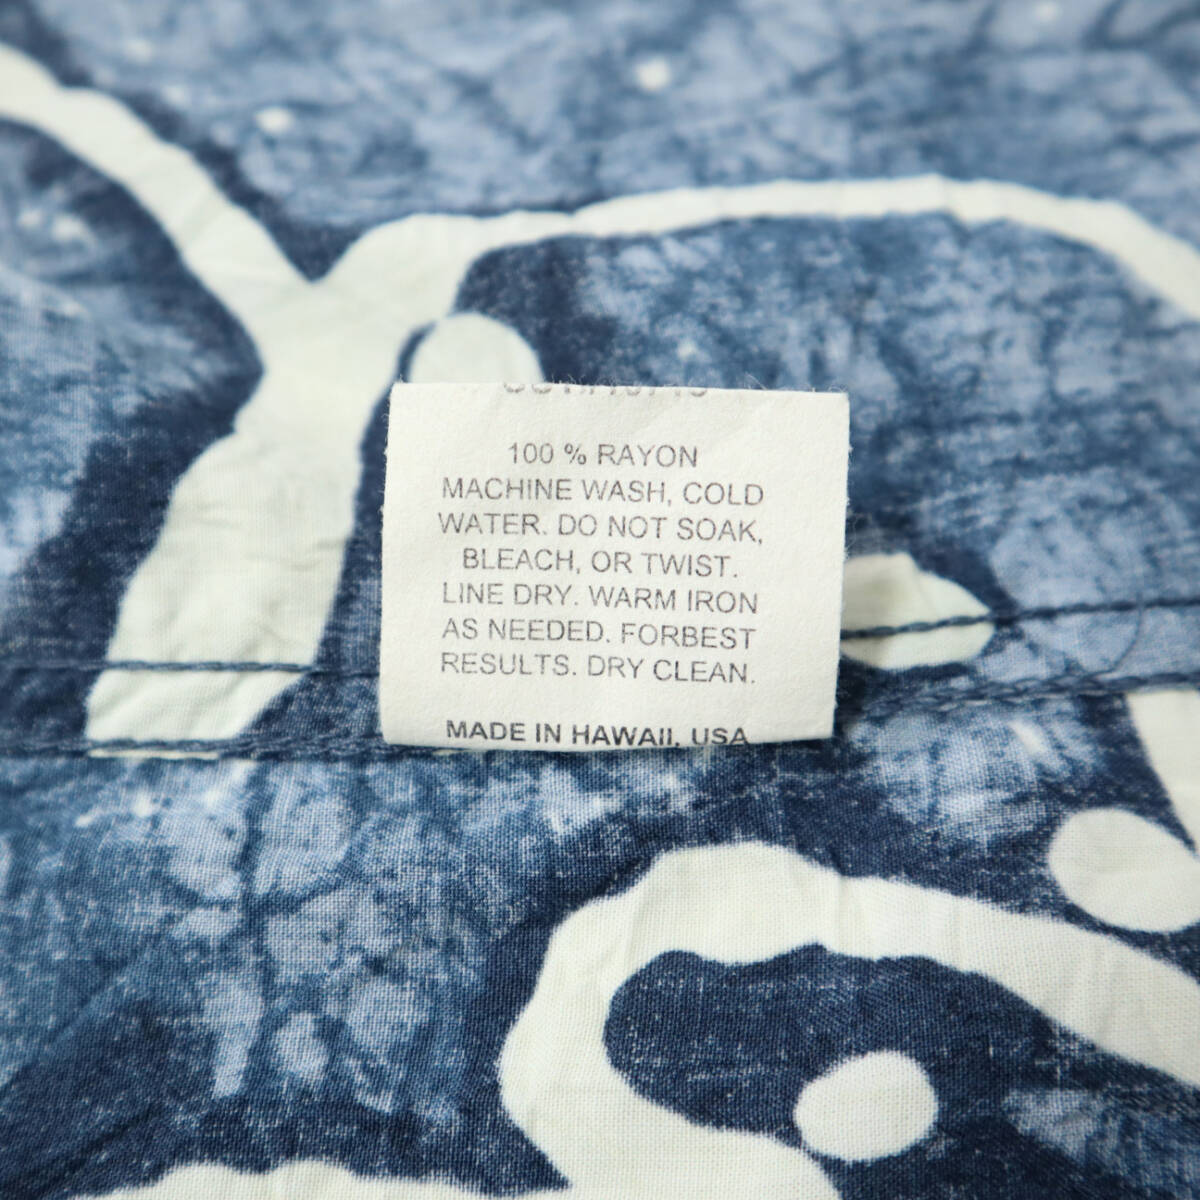 100 % RAYON
MACHINE WASH, COLD
WATER. DO NOT SOAK,
BLEACH, OR TWIST.
LINE DRY. WARM IRON
AS NEEDED. FORBEST
RESULTS. DRY CLEAN.
MADE IN HAWAII, USA